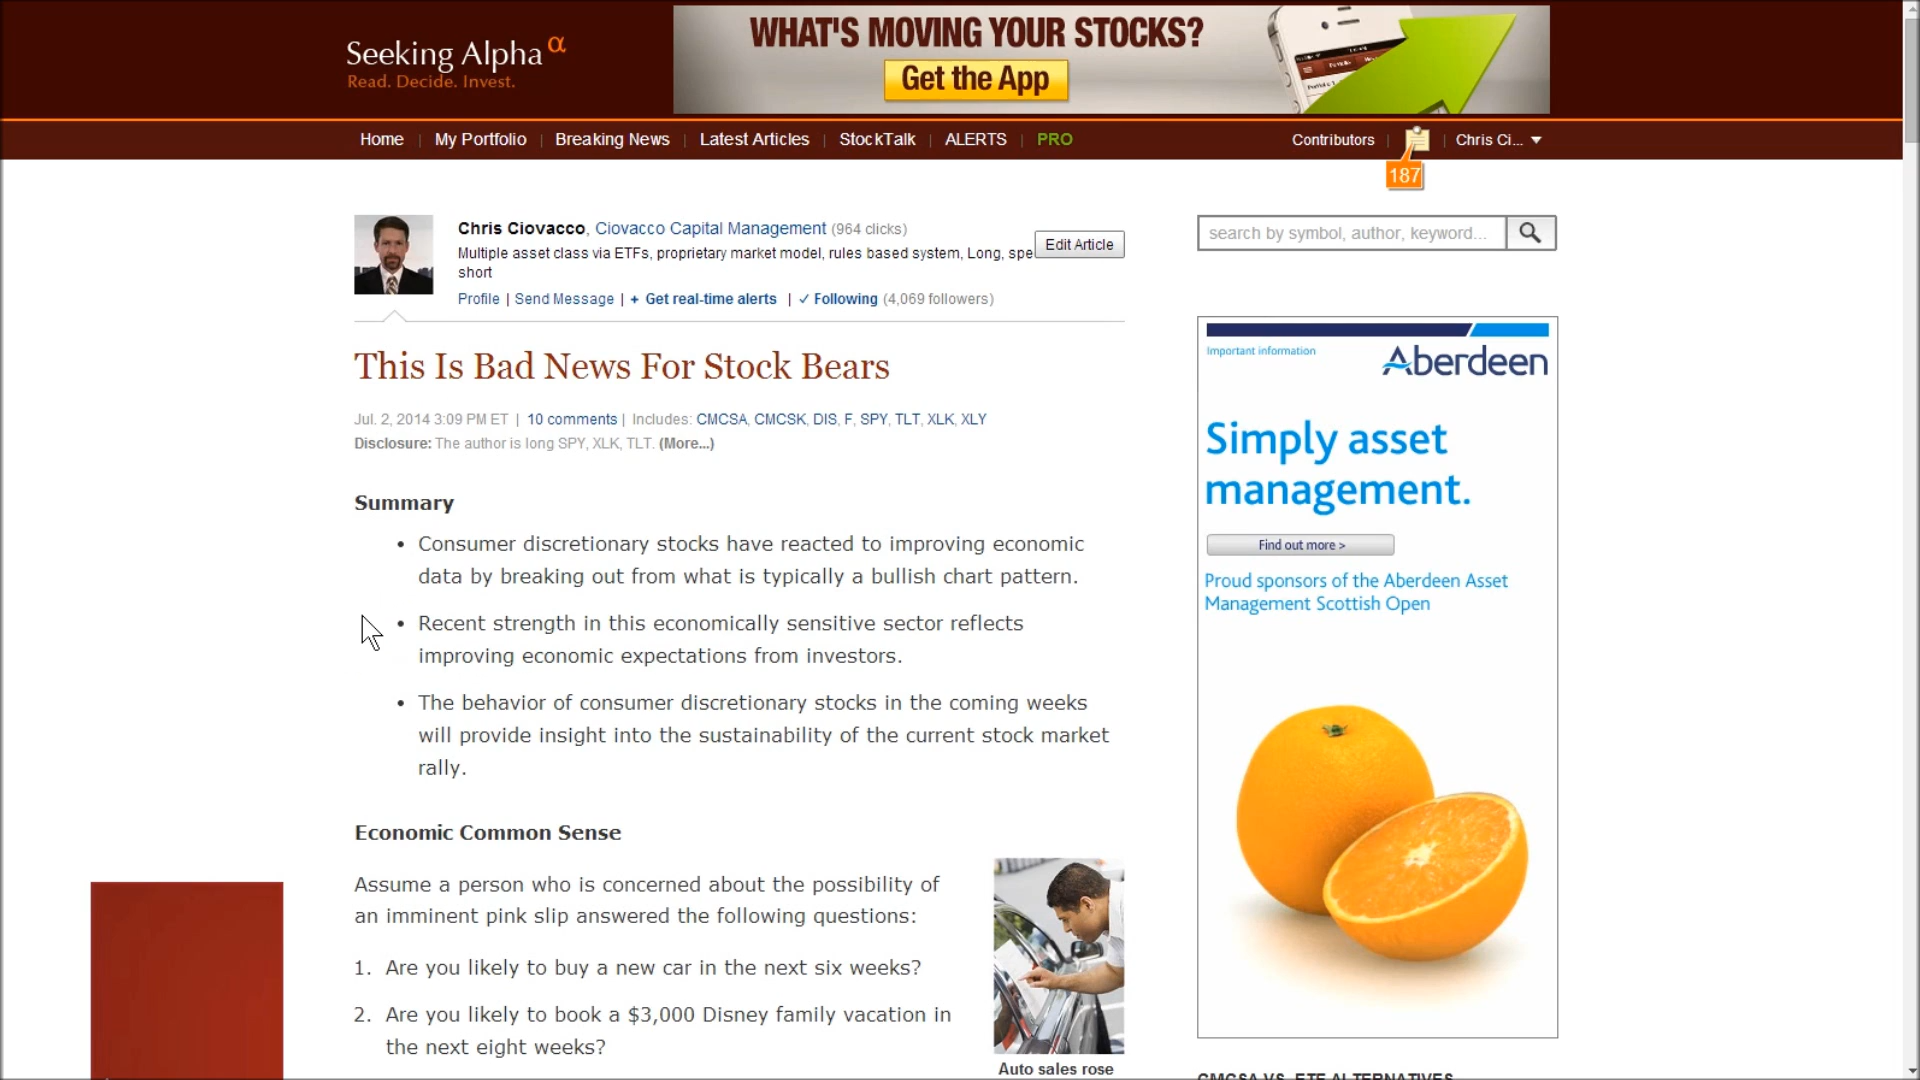 Seeking Alpha α
Read. Decide. Invest.
WHAT'S MOVING YOUR STOCKS?
Get the App
Home | My Portfolio | Breaking News | Latest Articles | StockTalk | ALERTS | PRO
Contributors | | Chris Ci...
187
Chris Ciovacco, Ciovacco Capital Management (964 clicks)
Multiple asset class via ETFs, proprietary market model, rules based system, Long, spe
short
Edit Article
Profile | Send Message | + Get real-time alerts | ✓ Following (4,069 followers)
search by symbol, author, keyword...
This Is Bad News For Stock Bears
Jul. 2, 2014 3:09 PM ET | 10 comments | Includes: CMCSA, CMCSK, DIS, F, SPY, TLT, XLK, XLY
Disclosure: The author is long SPY, XLK, TLT. (More...)
Summary
• Consumer discretionary stocks have reacted to improving economic
data by breaking out from what is typically a bullish chart pattern.
• Recent strength in this economically sensitive sector reflects
improving economic expectations from investors.
• The behavior of consumer discretionary stocks in the coming weeks
will provide insight into the sustainability of the current stock market
rally.
Economic Common Sense
Assume a person who is concerned about the possibility of
an imminent pink slip answered the following questions:
1. Are you likely to buy a new car in the next six weeks?
2. Are you likely to book a $3,000 Disney family vacation in
the next eight weeks?
Auto sales rose
Important information
Aberdeen
Simply asset
management.
Find out more >
Proud sponsors of the Aberdeen Asset
Management Scottish Open
CMCSA VS. ETF ALTERNATIVES